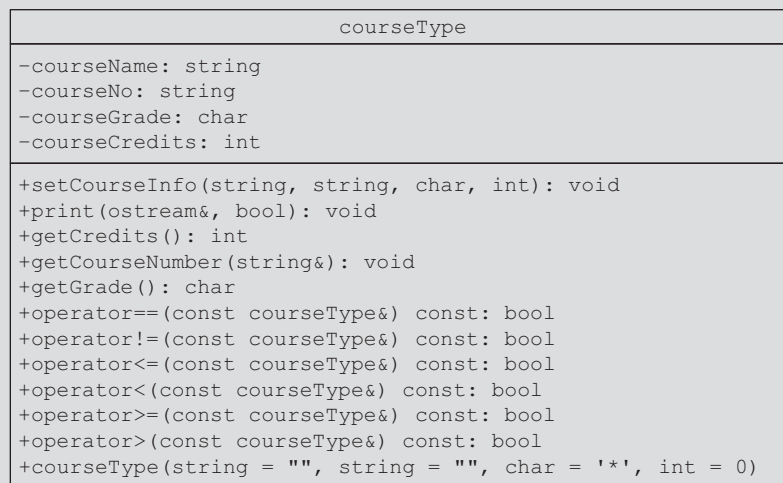 courseType
-courseName: string
-courseNo: string
-courseGrade: char
-courseCredits: int
+setCourseInfo(string, string, char, int): void
+print(ostream&, bool): void
+getCredits(): int
+getCourseNumber(string&): void
+getGrade(): char
+operator==(const courseType&) const: bool
+operator!=(const courseType&) const: bool
+operator<=(const courseType&) const: bool
+operator<(const courseType&) const: bool
+operator>=(const courseType&) const: bool
+operator>(const courseType&) const: bool
+courseType(string = "", string = "", char = '*', int = 0)